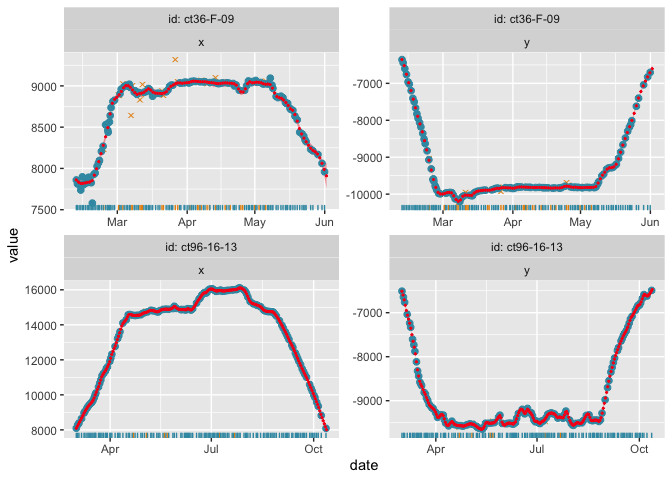 id: ct36-F-09
id: ct36-F-09
x
y
9000
8500
8000
7500
-7000
-8000
-9000
-10000
Mar
Apr
May
Jun
Mar
Apr
May
Jun
value
id: ct96-16-13
id: ct96-16-13
x
y
16000
14000
12000
10000
8000
-7000
-8000
-9000
Apr
Jul
Oct
Apr
Jul
Oct
date